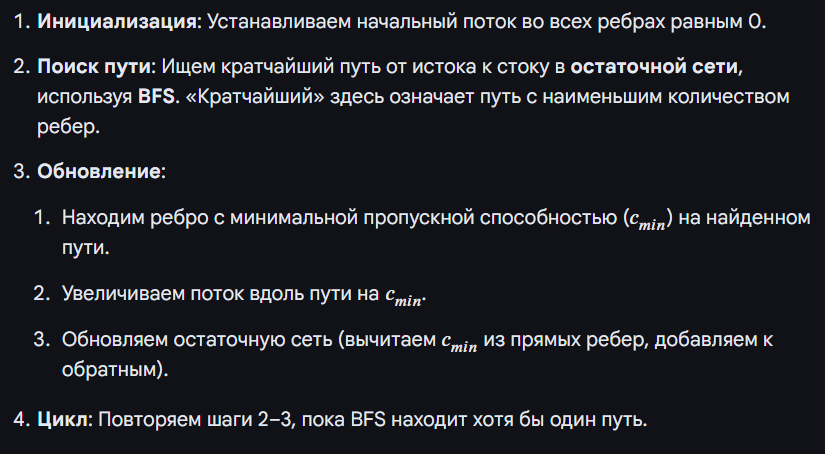 1. Инициализация: Устанавливаем начальный поток во всех ребрах равным 0.
2. Поиск пути: Ищем кратчайший путь от истока к стоку в остаточной сети,
используя BFS. «Кратчайший» здесь означает путь с наименьшим количеством
ребер.
3. Обновление:
1. Находим ребро с минимальной пропускной способностью (c_min) на найденном
пути.
2. Увеличиваем поток вдоль пути на c_min.
3. Обновляем остаточную сеть (вычитаем c_min из прямых ребер, добавляем к
обратным).
4. Цикл: Повторяем шаги 2–3, пока BFS находит хотя бы один путь.